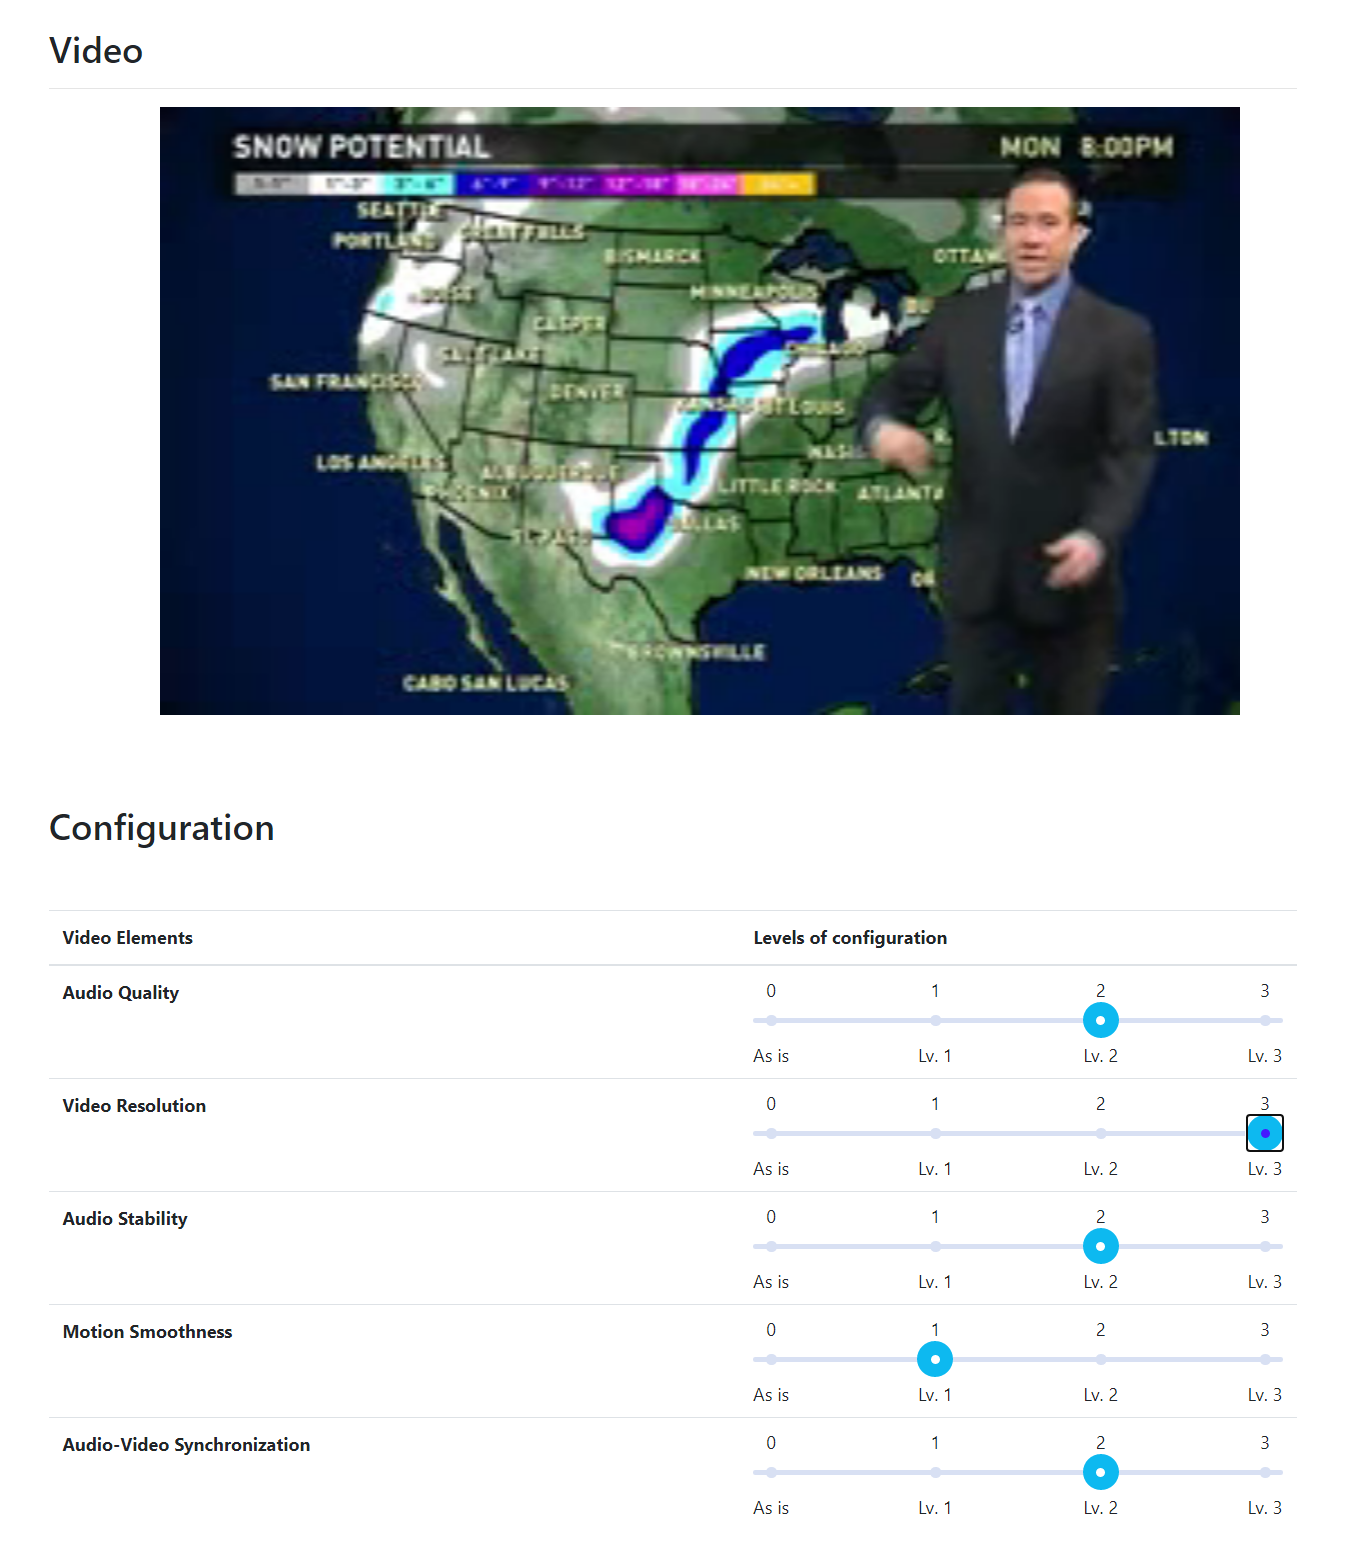 Video
SNOW POTENTIAL
MON 8:00PM
SEATTLE
PORTLAND
GREAT FALLS
BISMARCK
OTTAW
MINNEAPOLIS
BU
CASPER
CHICAGO
SALT LAKE
SAN FRANCISCO
DENVER
ST LOUIS
LTON
LOS ANGELES
ALBUQUERQUE
PHOENIX
LITTLE ROCK
ATLANTA
EL PASO
DALLAS
NEW ORLEANS
OR
BROWNSVILLE
CABO SAN LUCAS
Configuration
Video Elements Levels of configuration
Audio Quality
0 1 2 3
As is Lv. 1 Lv. 2 Lv. 3
Video Resolution
0 1 2 3
As is Lv. 1 Lv. 2 Lv. 3
Audio Stability
0 1 2 3
As is Lv. 1 Lv. 2 Lv. 3
Motion Smoothness
0 1 2 3
As is Lv. 1 Lv. 2 Lv. 3
Audio-Video Synchronization
0 1 2 3
As is Lv. 1 Lv. 2 Lv. 3